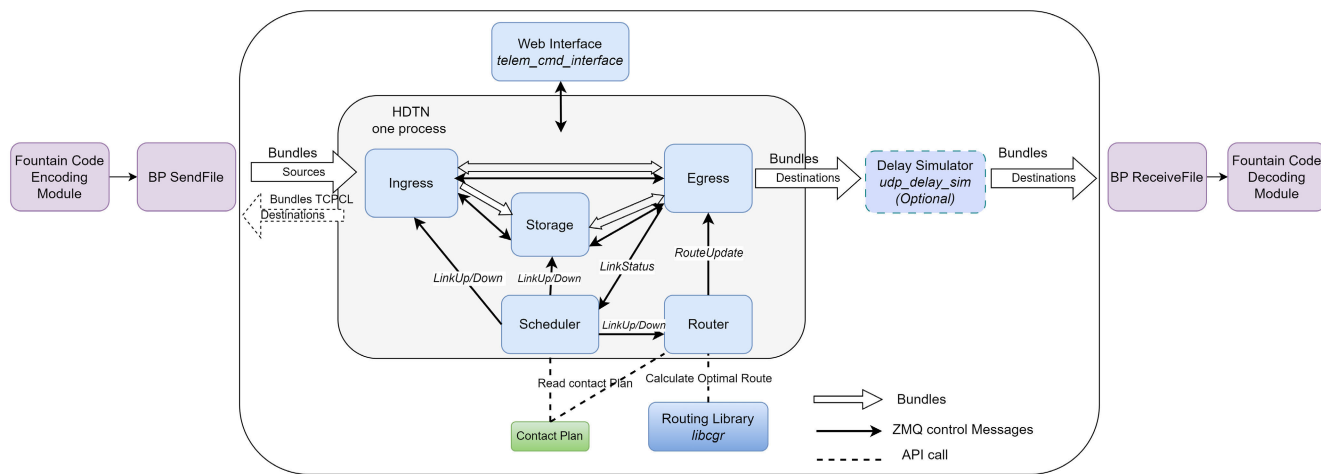 Web Interface
telem_cmd_interface
HDTN
one process
Fountain Code
Encoding
Module
BP SendFile
Bundles
Sources
Bundles TCPCL
Destinations
Ingress
Egress
Storage
Bundles
Destinations
Delay Simulator
udp_delay_sim
(Optional)
Bundles
Destinations
BP ReceiveFile
Fountain Code
Decoding
Module
LinkUp/Down
LinkUp/Down
LinkStatus
RouteUpdate
Scheduler
LinkUp/Down
Router
Read contact Plan
Calculate Optimal Route
Contact Plan
Routing Library
libcgr
Bundles
ZMQ control Messages
API call